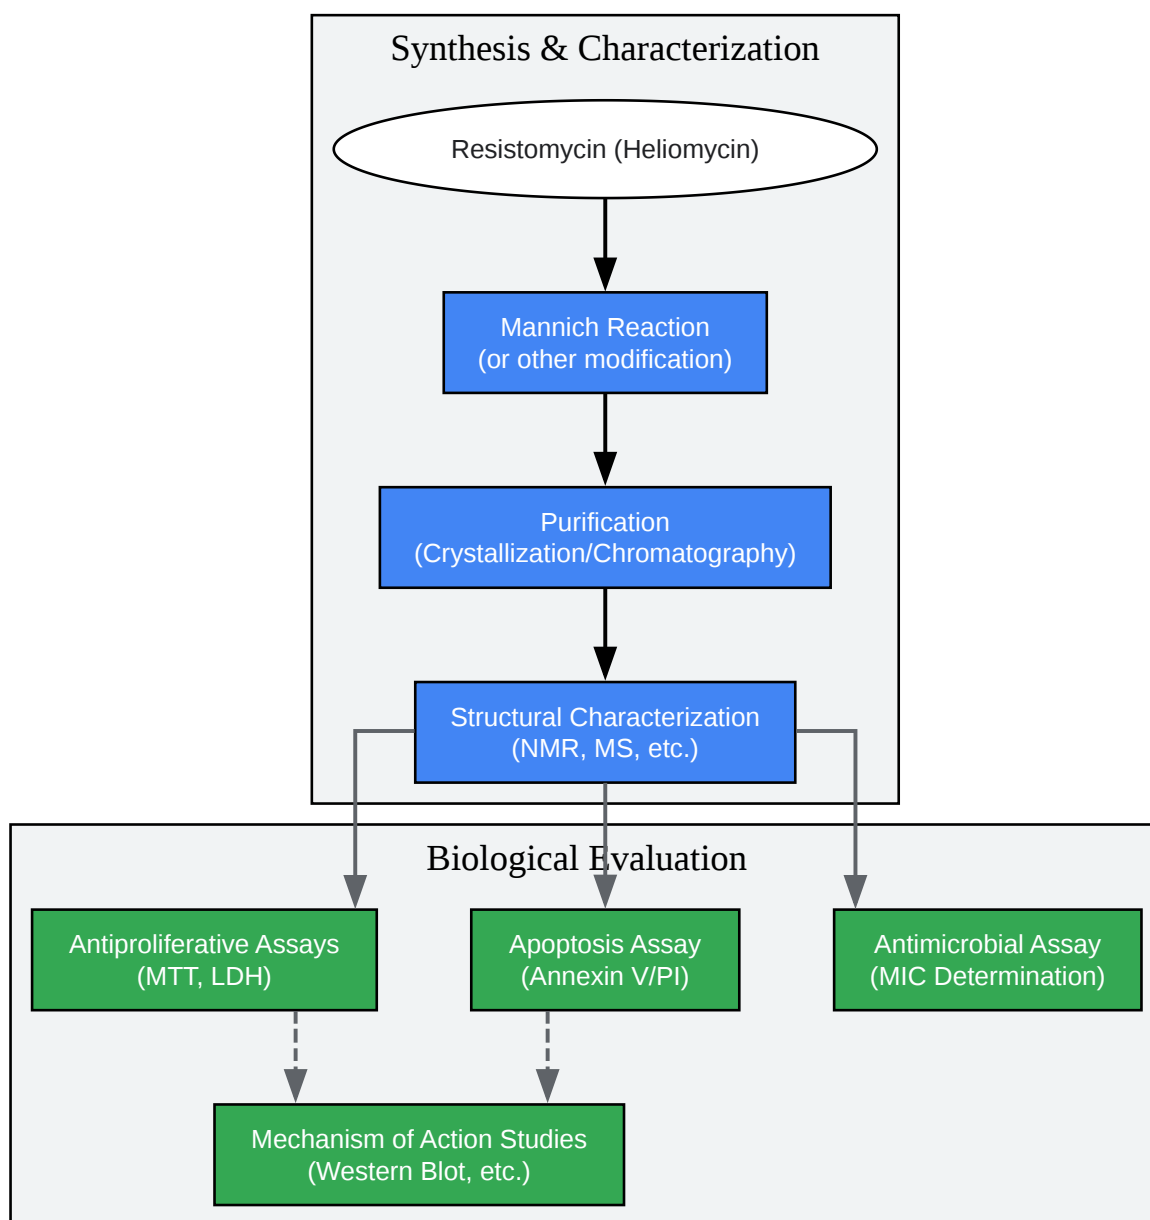 Synthesis & Characterization
Resistomycin (Heliomycin)
Mannich Reaction
(or other modification)
Purification
(Crystallization/Chromatography)
Structural Characterization
(NMR, MS, etc.)
Biological Evaluation
Antiproliferative Assays
(MTT, LDH)
Apoptosis Assay
(Annexin V/PI)
Antimicrobial Assay
(MIC Determination)
Mechanism of Action Studies
(Western Blot, etc.)